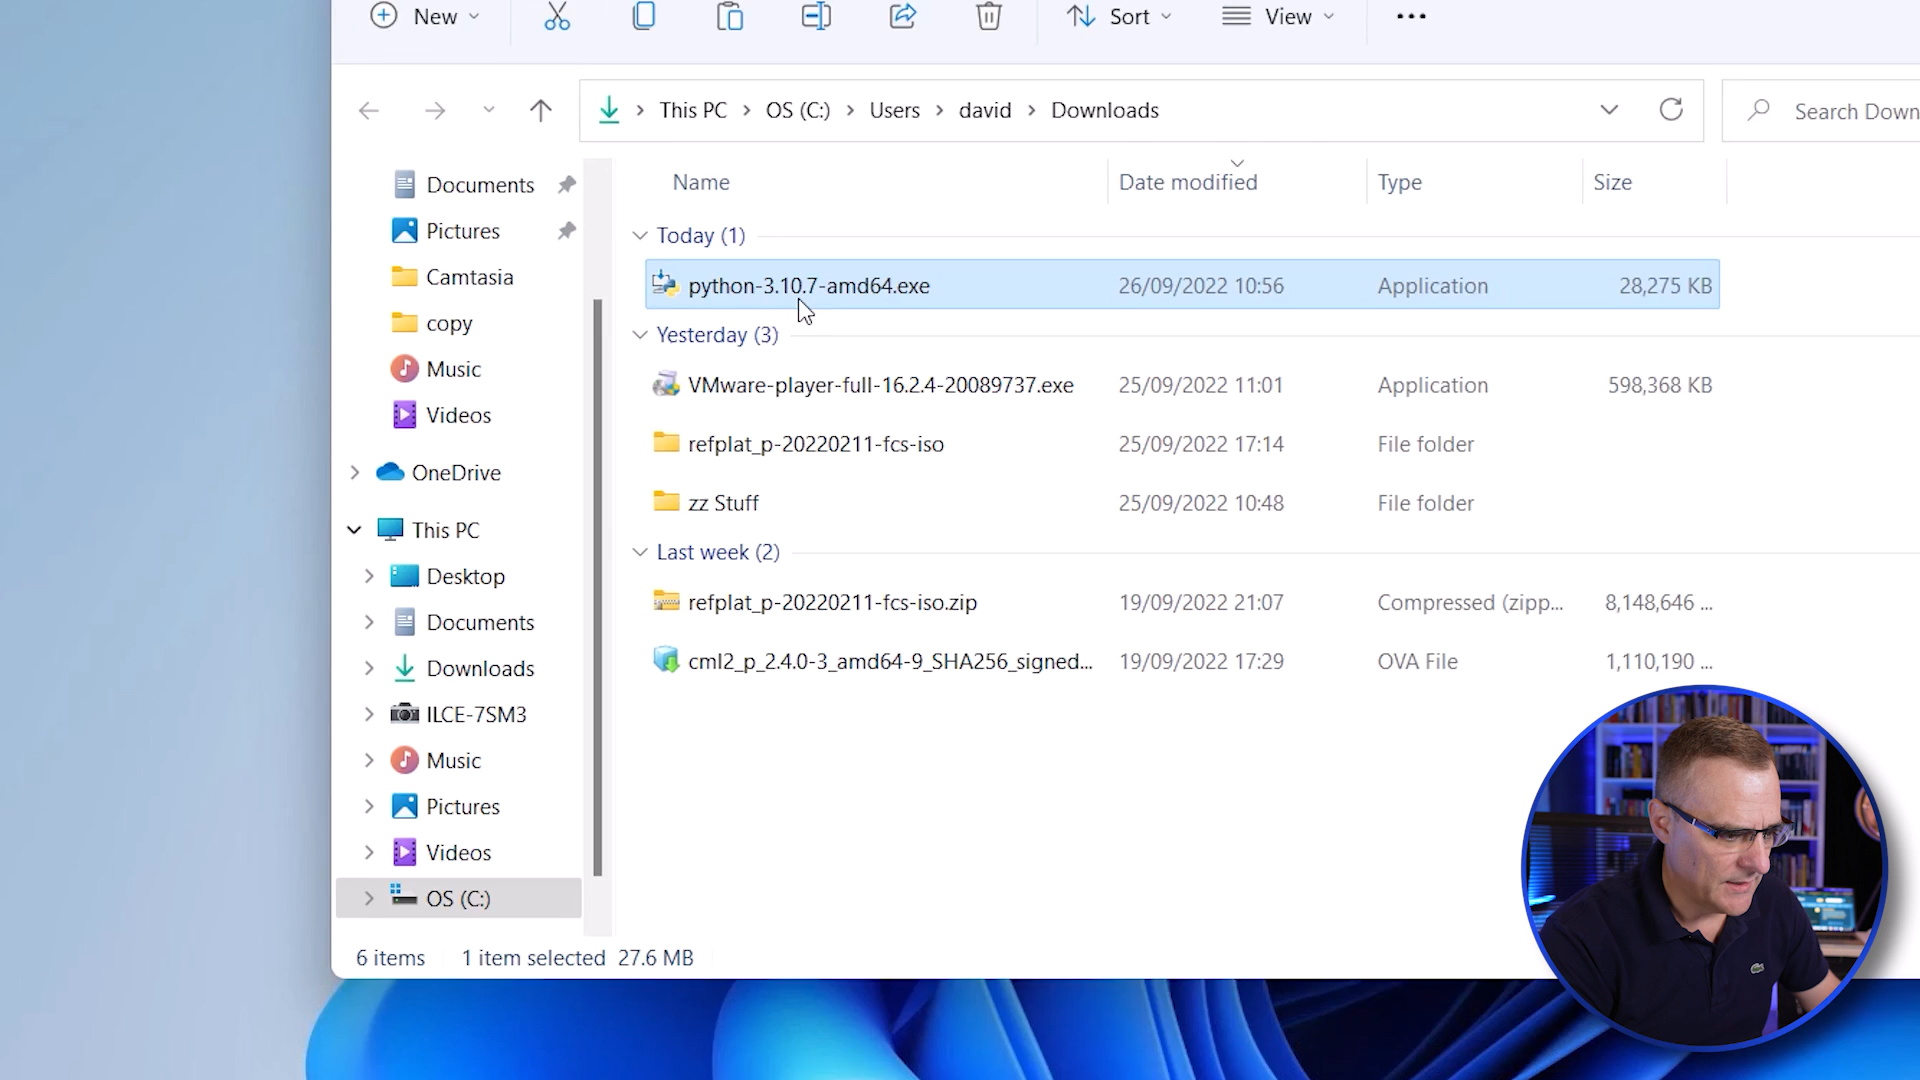 New
Sort
View
This PC > OS (C:) > Users > david > Downloads
Search Down
Documents
Pictures
Camtasia
copy
Music
Videos
OneDrive
This PC
Desktop
Documents
Downloads
ILCE-7SM3
Music
Pictures
Videos
OS (C:)
Name Date modified Type Size
Today (1)
python-3.10.7-amd64.exe 26/09/2022 10:56 Application 28,275 KB
Yesterday (3)
VMware-player-full-16.2.4-20089737.exe 25/09/2022 11:01 Application 598,368 KB
refplat_p-20220211-fcs-iso 25/09/2022 17:14 File folder
zz Stuff 25/09/2022 10:48 File folder
Last week (2)
refplat_p-20220211-fcs-iso.zip 19/09/2022 21:07 Compressed (zipp... 8,148,646 ...
cml2_p_2.4.0-3_amd64-9_SHA256_signed... 19/09/2022 17:29 OVA File 1,110,190 ...
6 items 1 item selected 27.6 MB